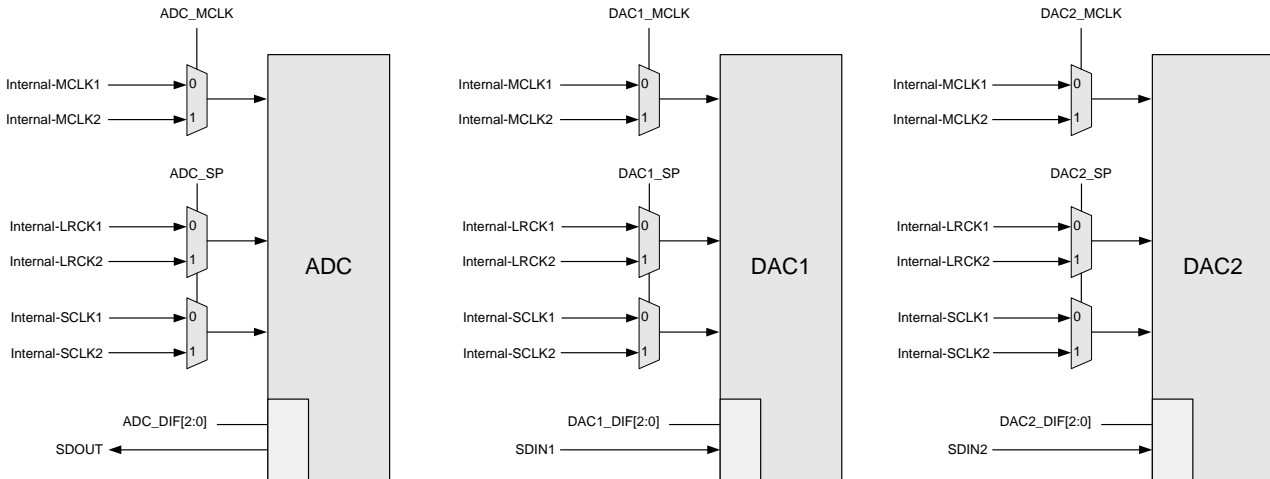 ADC_MCLK
Internal-MCLK1
0
Internal-MCLK2
1
ADC_SP
Internal-LRCK1
0
Internal-LRCK2
1
ADC
Internal-SCLK1
0
Internal-SCLK2
1
ADC_DIF[2:0]
SDOUT
DAC1_MCLK
Internal-MCLK1
0
Internal-MCLK2
1
DAC1_SP
Internal-LRCK1
0
Internal-LRCK2
1
DAC1
Internal-SCLK1
0
Internal-SCLK2
1
DAC1_DIF[2:0]
SDIN1
DAC2_MCLK
Internal-MCLK1
0
Internal-MCLK2
1
DAC2_SP
Internal-LRCK1
0
Internal-LRCK2
1
DAC2
Internal-SCLK1
0
Internal-SCLK2
1
DAC2_DIF[2:0]
SDIN2